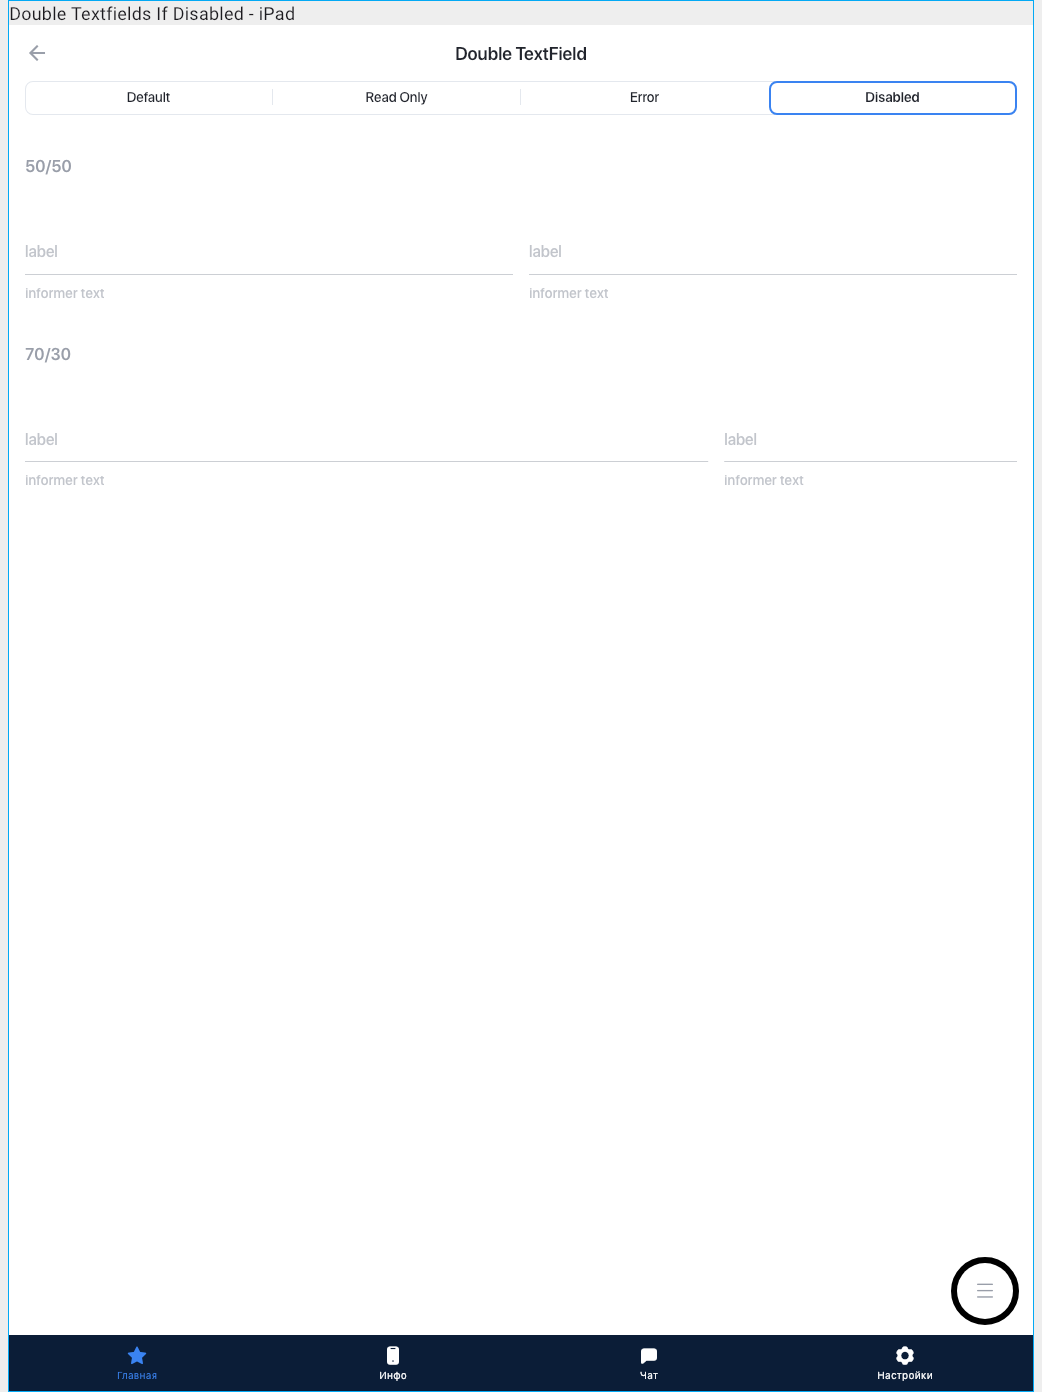 Double Textfields If Disabled - iPad
Double TextField
Default Read Only Error Disabled
50/50
label label
informer text informer text
70/30
label label
informer text informer text
Главная Инфо Чат Настройки